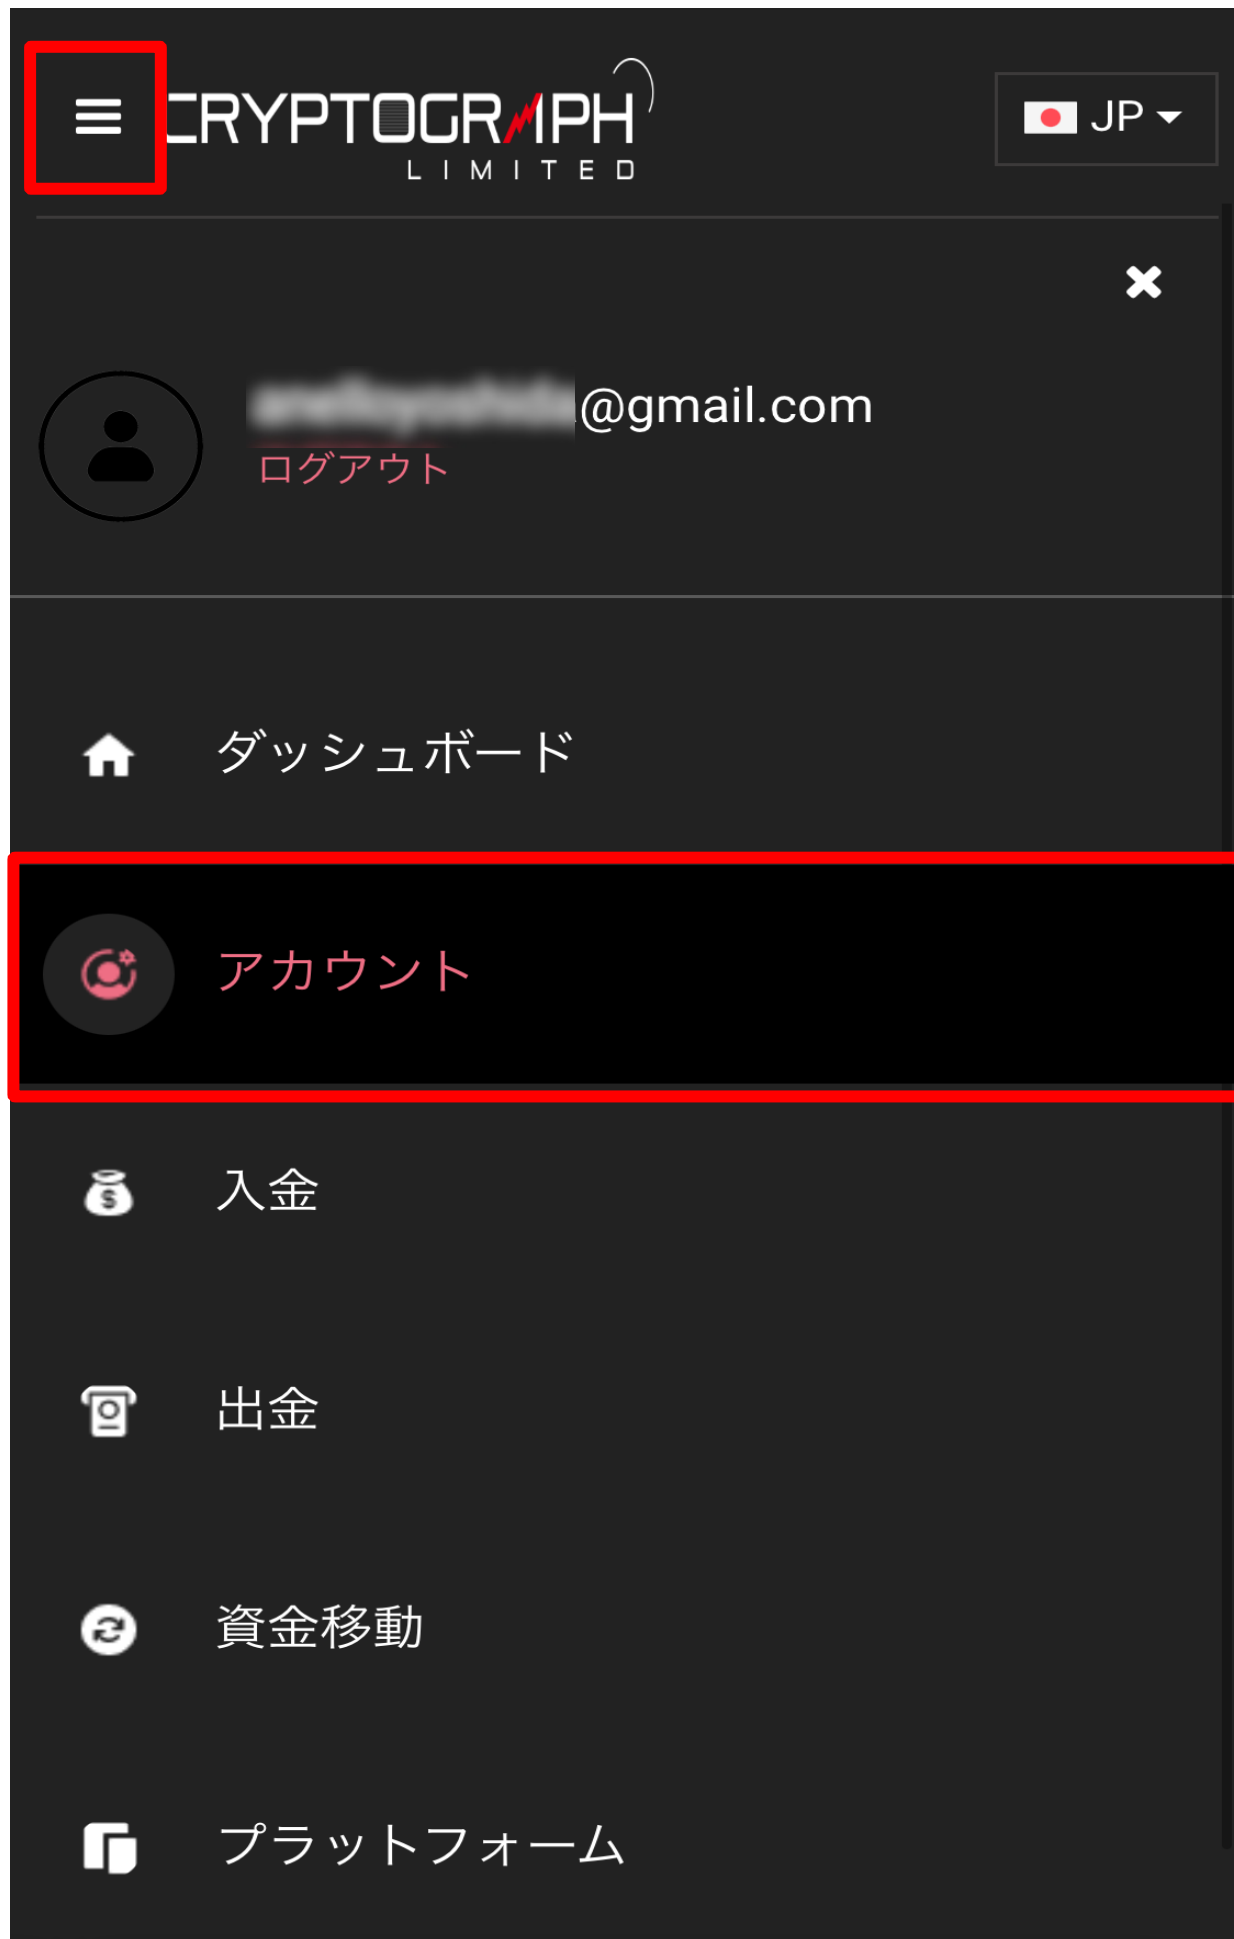 CRYPTOGRAPH
LIMITED
JP
@gmail.com
ログアウト
ダッシュボード
アカウント
入金
出金
資金移動
プラットフォーム